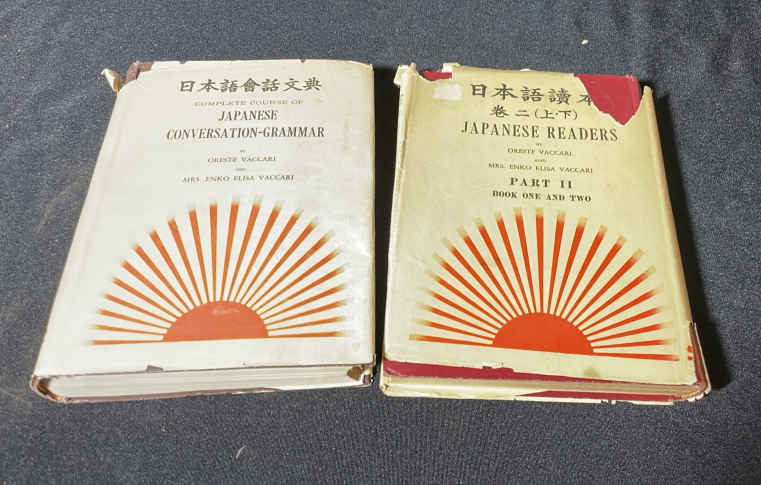 日本語會話文典
COMPLETE COURSE OF
JAPANESE
CONVERSATION-GRAMMAR
BY
ORESTE VACCARI
AND
MRS. ENKO ELISA VACCARI
日本語讀本
卷二(上·下)
JAPANESE READERS
BY
ORESTE VACCARI
AND
MRS. ENKO ELISA VACCARI
PART II
BOOK ONE AND TWO